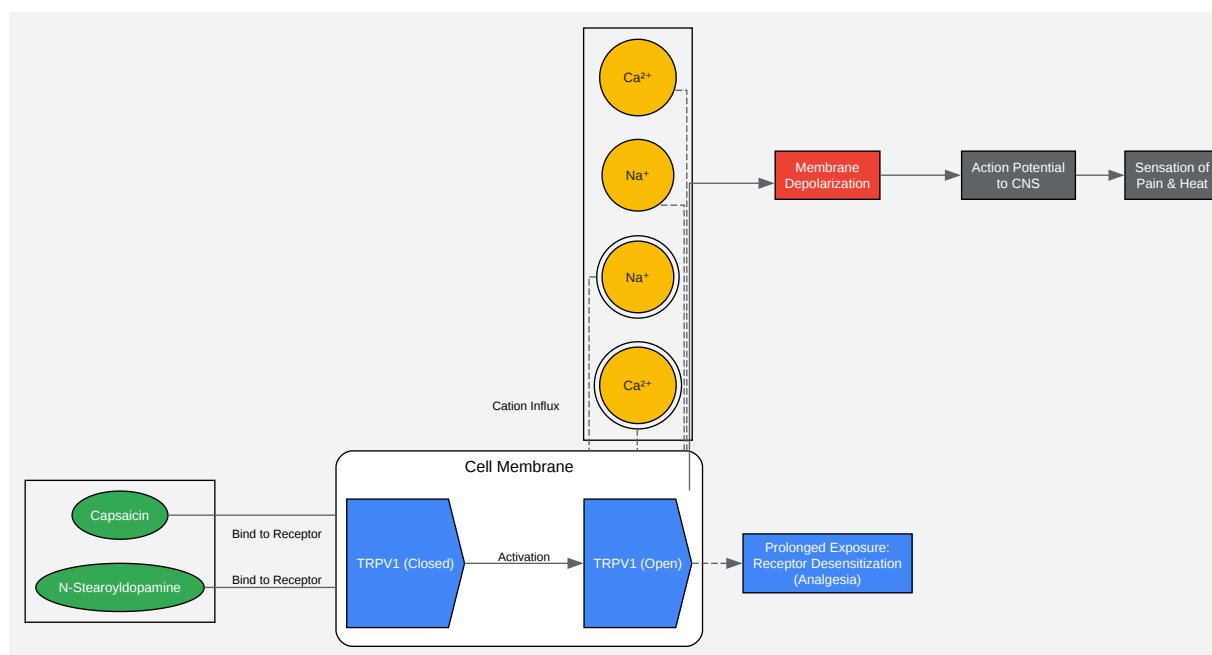 Ca²⁺
Na⁺
Na⁺
Ca²⁺
Membrane
Depolarization
Action Potential
to CNS
Sensation of
Pain & Heat
Cation Influx
Cell Membrane
Capsaicin
N-Stearoyldopamine
Bind to Receptor
Bind to Receptor
TRPV1 (Closed)
Activation
TRPV1 (Open)
Prolonged Exposure:
Receptor Desensitization
(Analgesia)